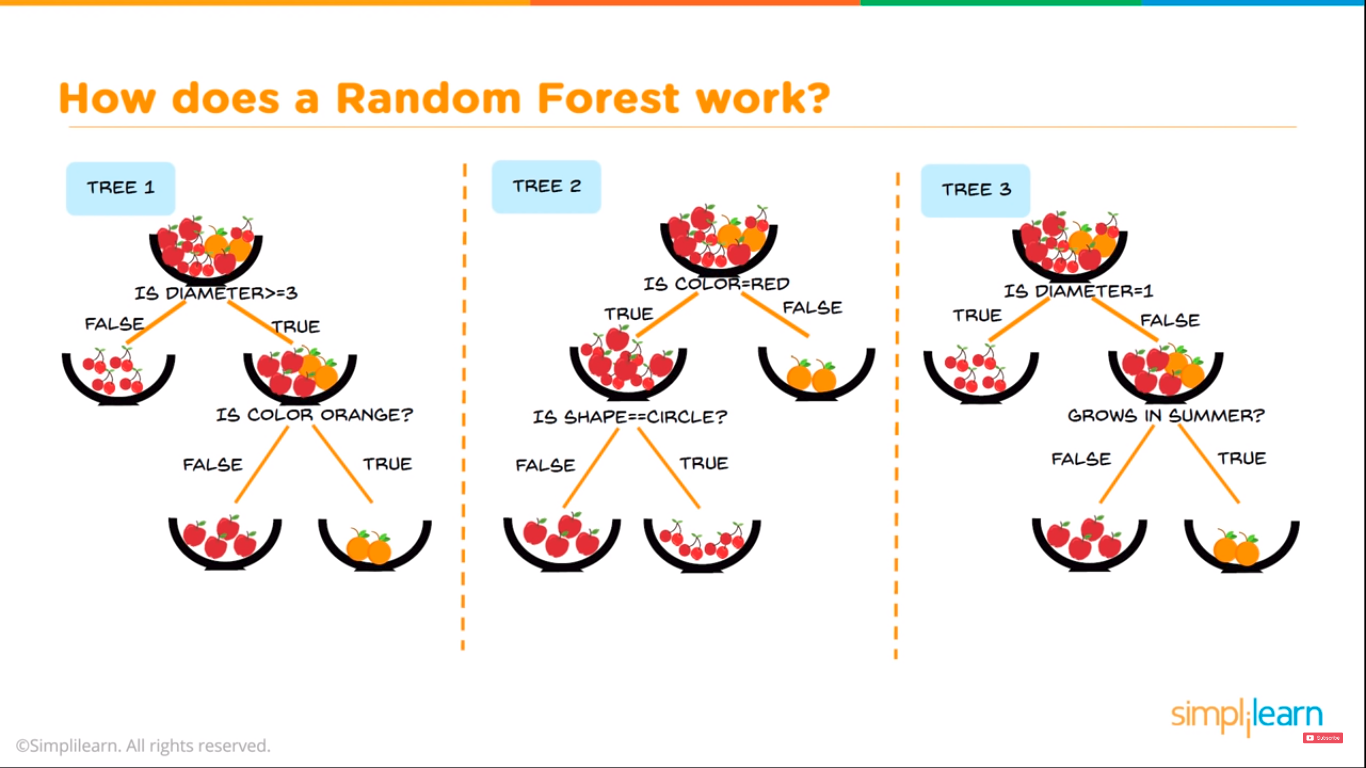 How does a Random Forest work?
TREE 1
IS DIAMETER>=3
FALSE
TRUE
IS COLOR ORANGE?
FALSE
TRUE
TREE 2
IS COLOR=RED
TRUE
FALSE
IS SHAPE==CIRCLE?
FALSE
TRUE
TREE 3
IS DIAMETER=1
TRUE
FALSE
GROWS IN SUMMER?
FALSE
TRUE
simplilearn
Subscribe
©Simplilearn. All rights reserved.